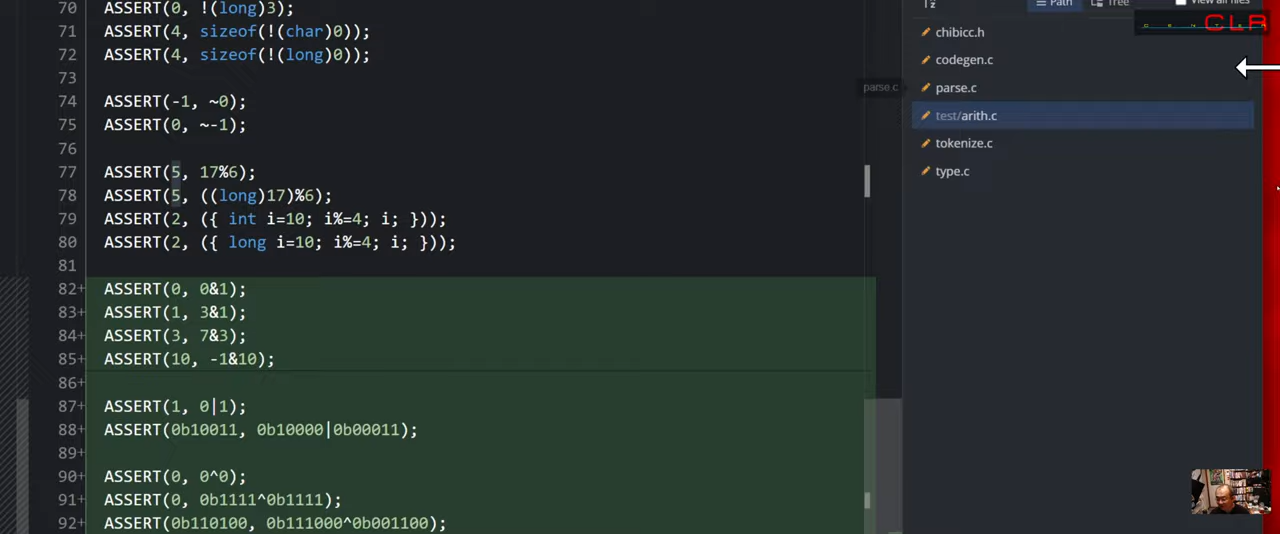 70 ASSERT(0, !(long)3);
71 ASSERT(4, sizeof(!(char)0));
72 ASSERT(4, sizeof(!(long)0));
73
74 ASSERT(-1, ~0);
75 ASSERT(0, ~-1);
76
77 ASSERT(5, 17%6);
78 ASSERT(5, ((long)17)%6);
79 ASSERT(2, ({ int i=10; i%=4; i; }));
80 ASSERT(2, ({ long i=10; i%=4; i; }));
81
82+ ASSERT(0, 0&1);
83+ ASSERT(1, 3&1);
84+ ASSERT(3, 7&3);
85+ ASSERT(10, -1&10);
86+
87+ ASSERT(1, 0|1);
88+ ASSERT(0b10011, 0b10000|0b00011);
89+
90+ ASSERT(0, 0^0);
91+ ASSERT(0, 0b1111^0b1111);
92+ ASSERT(0b110100, 0b111000^0b001100);
Path Tree View all files
CLR
chibicc.h
codegen.c
parse.c parse.c
test/arith.c
tokenize.c
type.c